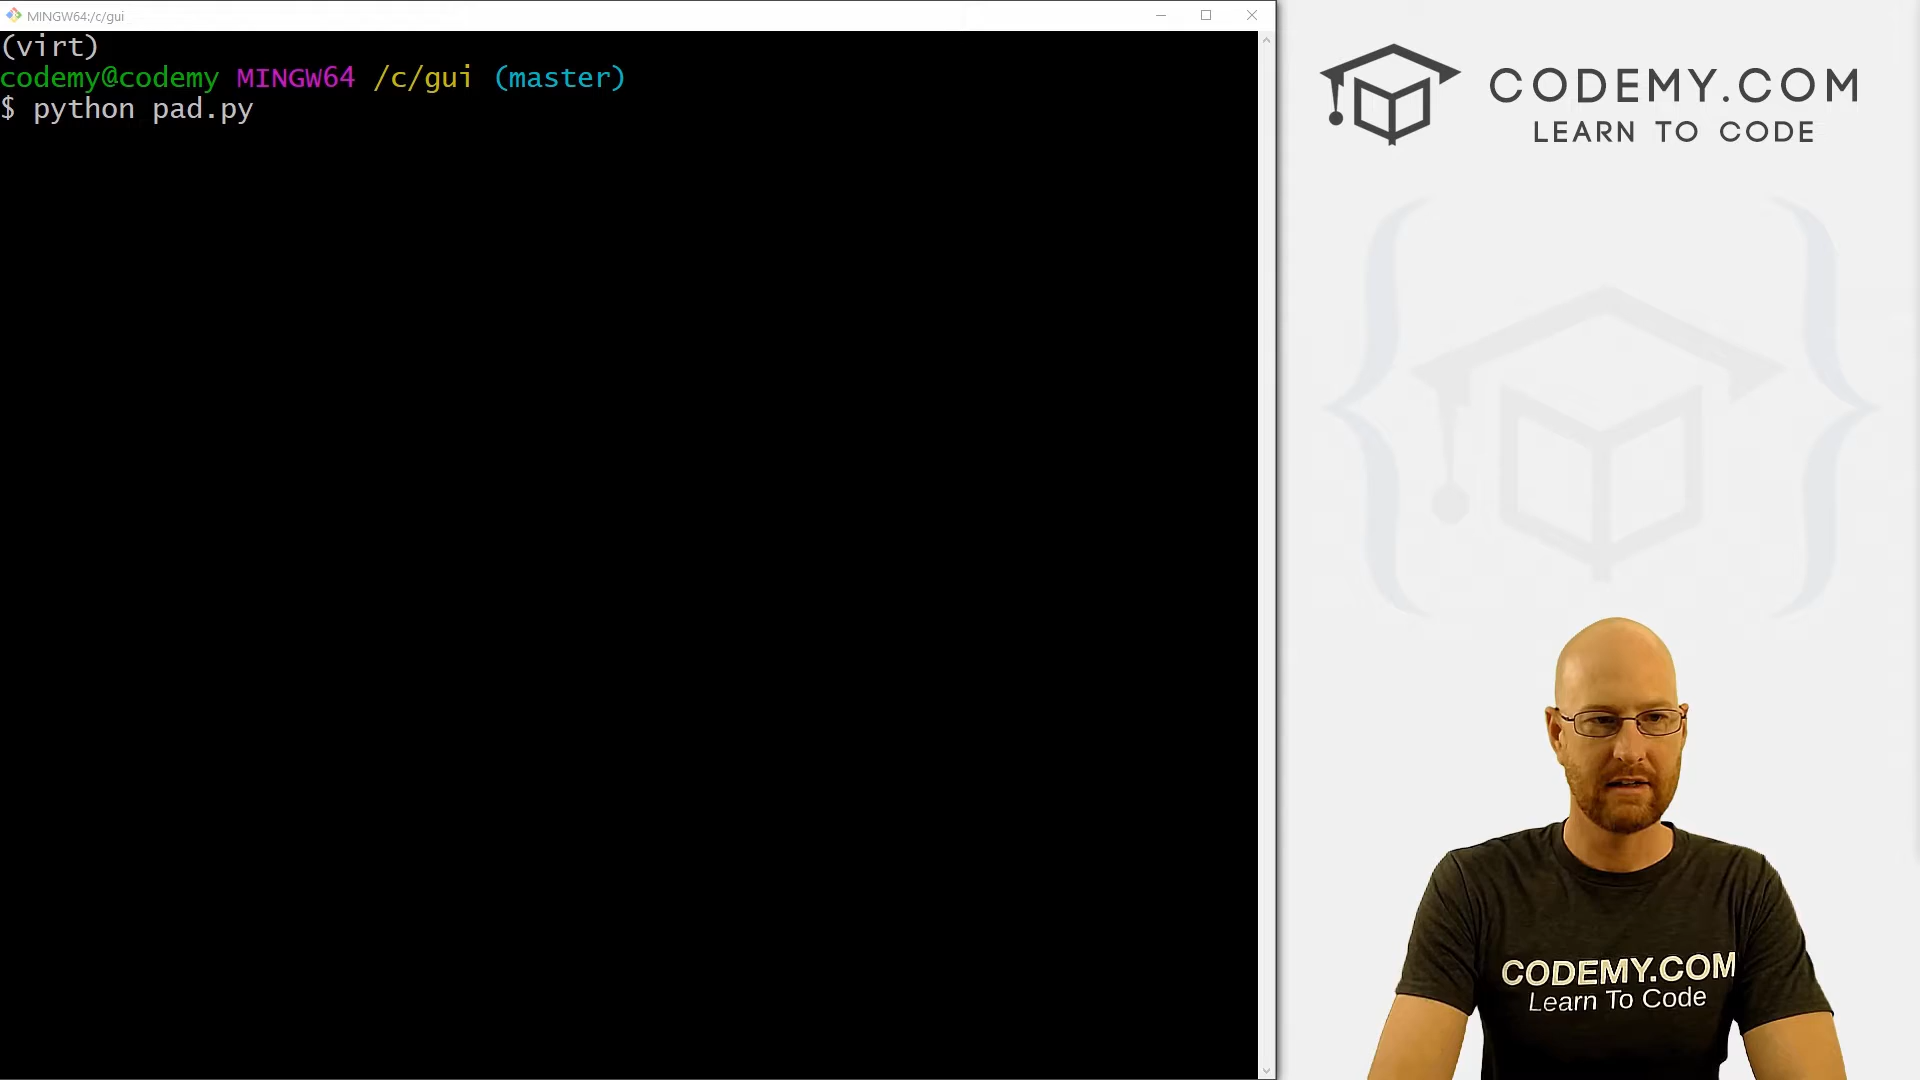 MINGW64:/c/gui
(virt)
codemy@codemy MINGW64 /c/gui (master)
$ python pad.py
CODEMY.COM
LEARN TO CODE
CODEMY.COM
Learn To Code